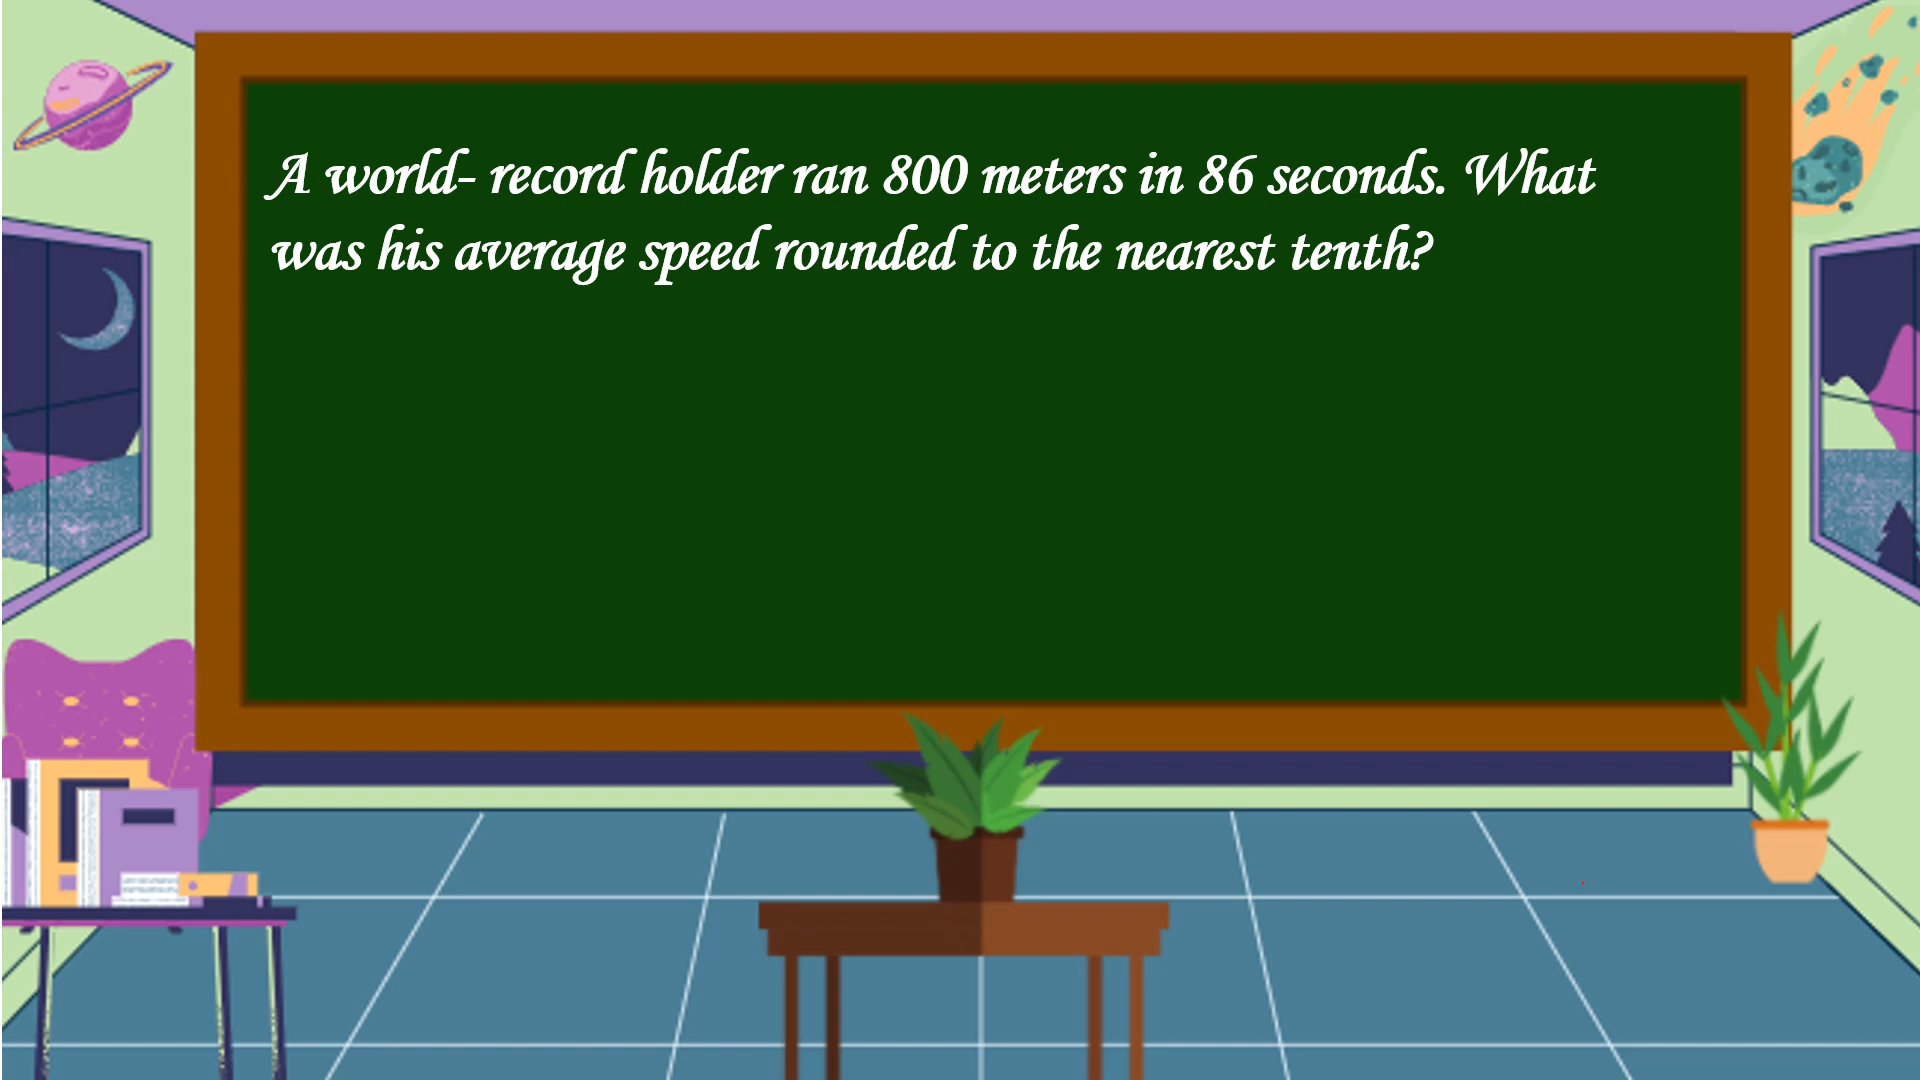 A world- record holder ran 800 meters in 86 seconds. What
was his average speed rounded to the nearest tenth?